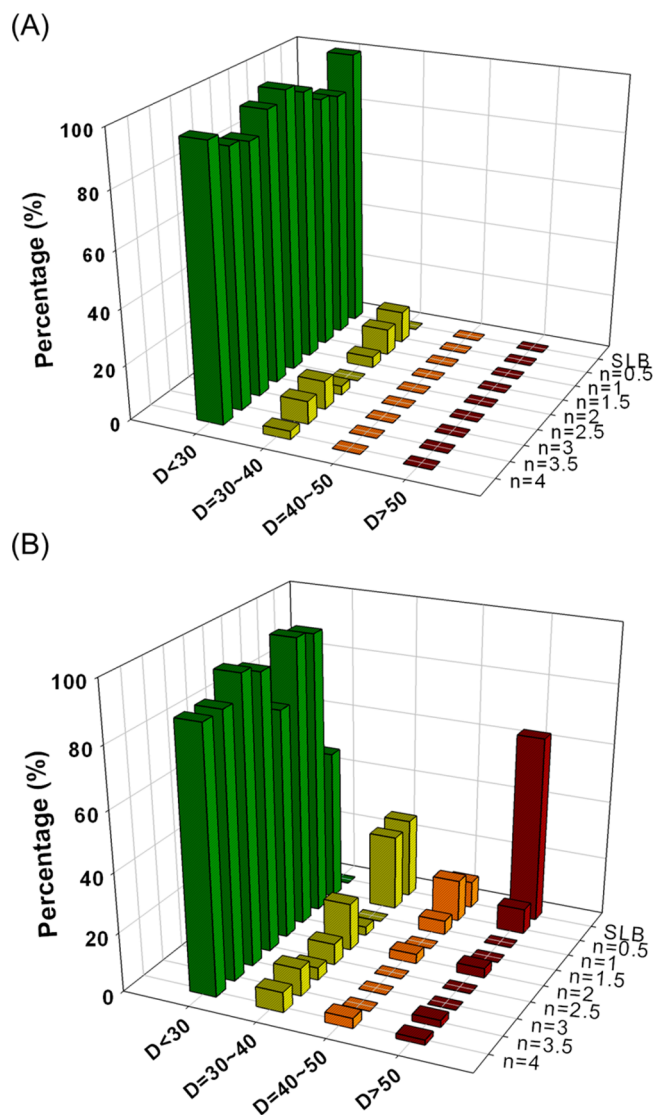 (A)
100
80
60
40
20
0
Percentage (%)
D<30
D=30~40
D=40~50
D>50
SLB
n=0.5
n=1
n=1.5
n=2
n=2.5
n=3
n=3.5
n=4
(B)
100
80
60
40
20
0
Percentage (%)
D<30
D=30~40
D=40~50
D>50
SLB
n=0.5
n=1
n=1.5
n=2
n=2.5
n=3
n=3.5
n=4